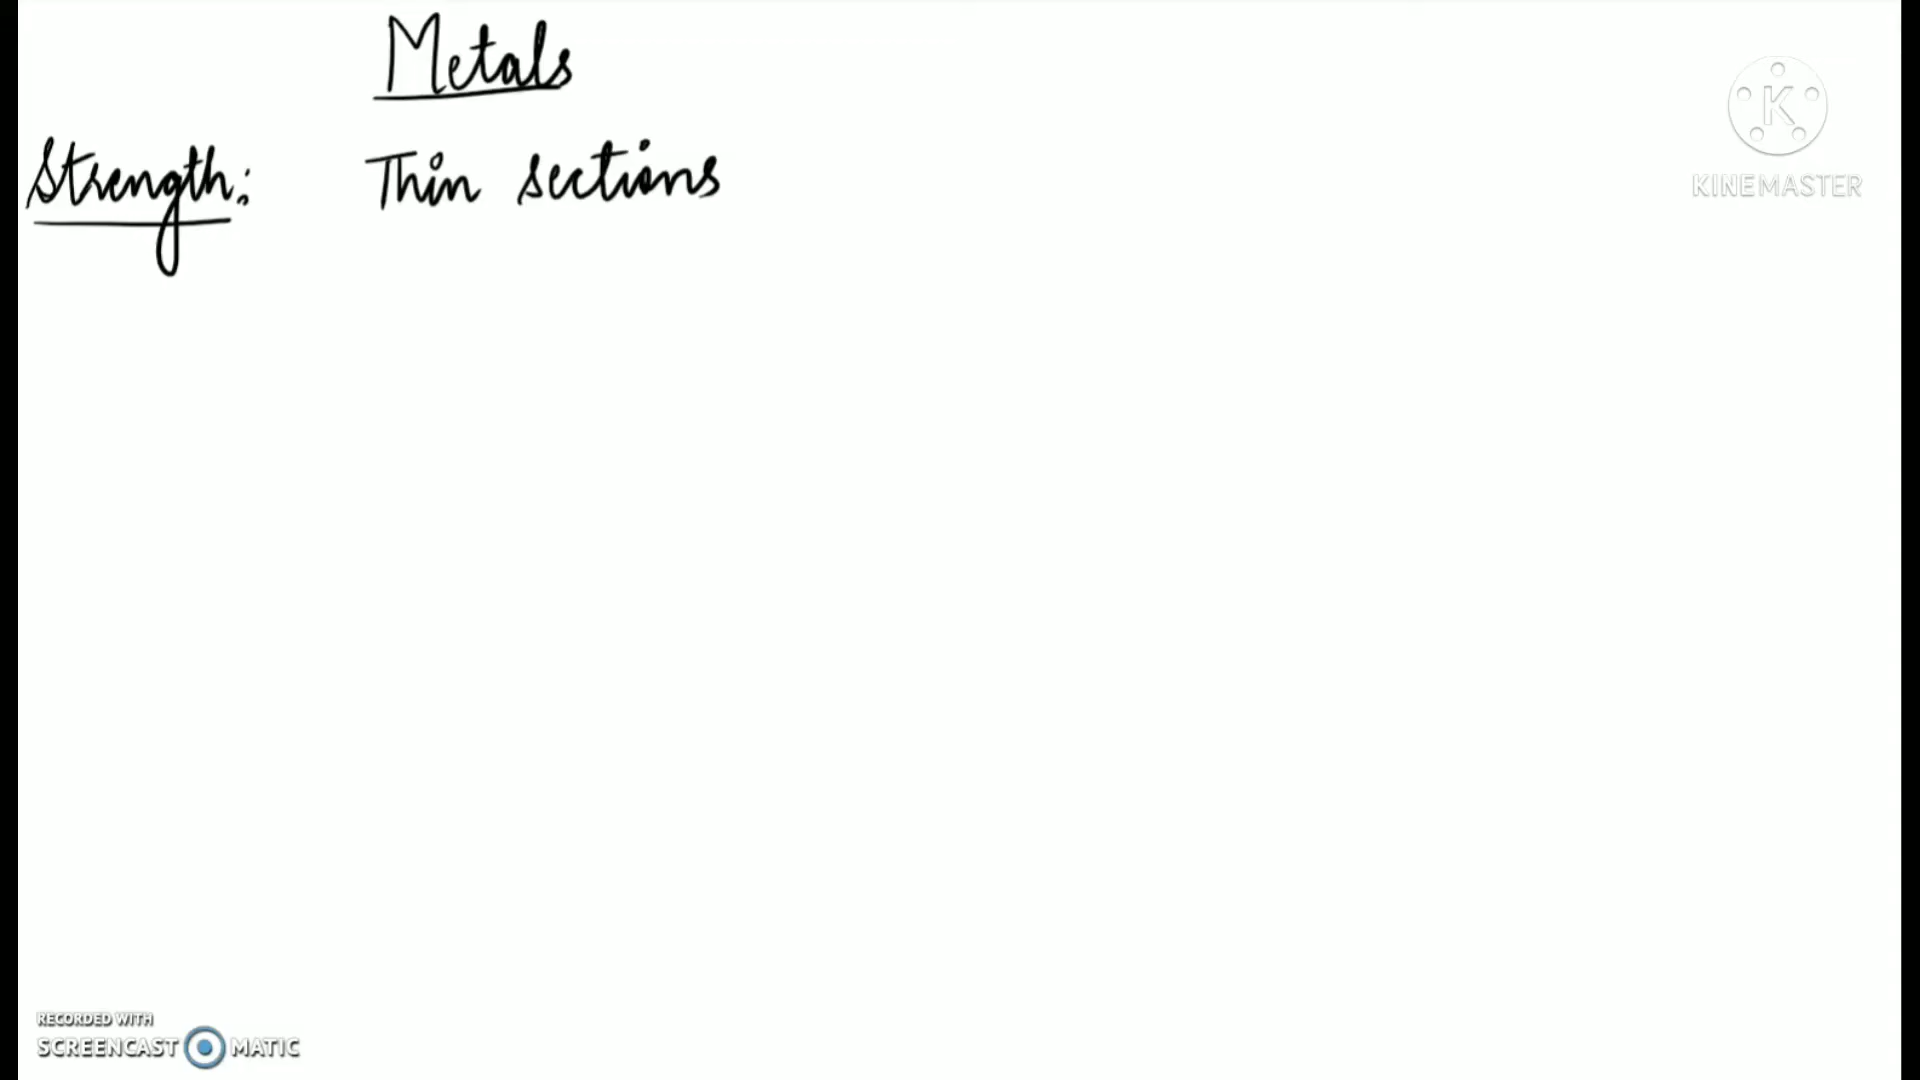 Metals
Strength: Thin sections
K
KINEMASTER
RECORDED WITH
SCREENCAST MATIC